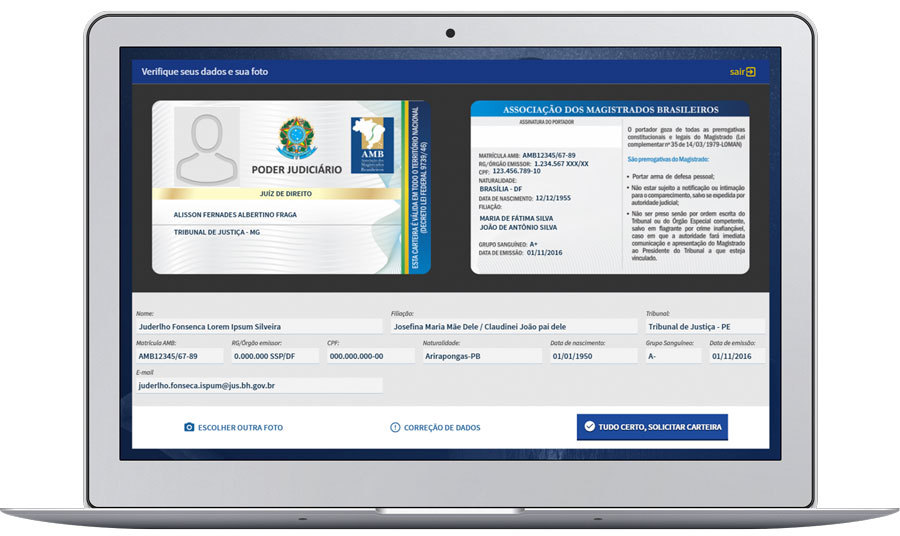 Verifique seus dados e sua foto
sair
PODER JUDICIÁRIO
AMB
Associação dos
Magistrados
Brasileiros
JUÍZ DE DIREITO
ALISSON FERNADES ALBERTINO FRAGA
TRIBUNAL DE JUSTIÇA - MG
ESTA CARTEIRA É VÁLIDA EM TODO O TERRITÓRIO NACIONAL
(DECRETO LEI FEDERAL 9739/46)
ASSOCIAÇÃO DOS MAGISTRADOS BRASILEIROS
ASSINATURA DO PORTADOR
MATRÍCULA AMB: AMB12345/67-89
RG/ÓRGÃO EMISSOR: 1.234.567 XXX/XX
CPF: 123.456.789-10
NATURALIDADE:
BRASÍLIA - DF
DATA DE NASCIMENTO: 12/12/1955
FILIAÇÃO:
MARIA DE FÁTIMA SILVA
JOÃO DE ANTÔNIO SILVA
GRUPO SANGUÍNEO: A+
DATA DE EMISSÃO: 01/11/2016
O portador goza de todas as prerrogativas
constitucionais e legais do Magistrado (Lei
complementar nº 35 de 14/03/1979-LOMAN)
São prerrogativas do Magistrado:
• Portar arma de defesa pessoal;
• Não estar sujeito a notificação ou intimação
para o comparecimento, salvo se expedida por
autoridade judicial;
• Não ser preso senão por ordem escrita do
Tribunal ou do Órgão Especial competente,
salvo em flagrante por crime inafiançável,
caso em que a autoridade fará imediata
comunicação e apresentação do Magistrado
ao Presidente do Tribunal a que esteja
vinculado.
Nome: Filiação: Tribunal:
Juderlho Fonsenca Lorem Ipsum Silveira Josefina Maria Mãe Dele / Claudinei João pai dele Tribunal de Justiça - PE
Matrícula AMB: RG/Órgão emissor: CPF: Naturalidade: Data de nascimento: Grupo Sanguíneo: Data de emissão:
AMB12345/67-89 0.000.000 SSP/DF 000.000.000-00 Arirapongas-PB 01/01/1950 A- 01/11/2016
E-mail
juderlho.fonseca.ispum@jus.bh.gov.br
ESCOLHER OUTRA FOTO CORREÇÃO DE DADOS TUDO CERTO, SOLICITAR CARTEIRA